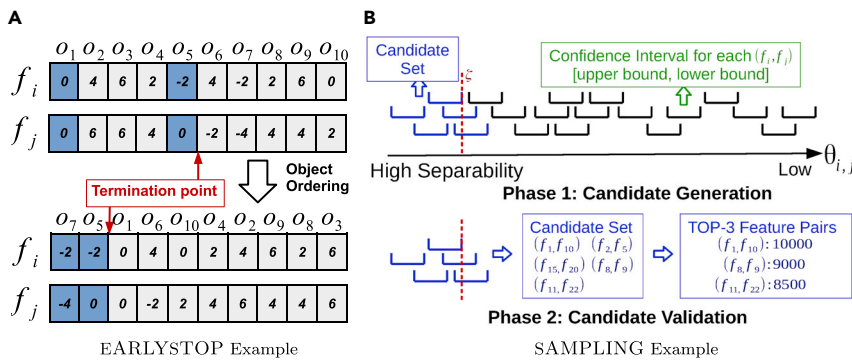 A
o1 o2 o3 o4 o5 o6 o7 o8 o9 o10
fi 0 4 6 2 -2 4 -2 2 6 0
fj 0 6 6 4 0 -2 -4 4 4 2
Termination point
Object
Ordering
o7 o5 o1 o6 o10 o4 o2 o9 o8 o3
fi -2 -2 0 4 0 2 4 6 2 6
fj -4 0 0 -2 2 4 6 4 4 6
EARLYSTOP Example
B
Candidate
Set
ζ
Confidence Interval for each (fi,fj)
[upper bound, lower bound]
High Separability
Low θi,j
Phase 1: Candidate Generation
Candidate Set
(f1,f10) (f2,f5)
(f15,f20) (f8,f9)
(f11,f22)
TOP-3 Feature Pairs
(f1,f10):10000
(f8,f9):9000
(f11,f22):8500
Phase 2: Candidate Validation
SAMPLING Example